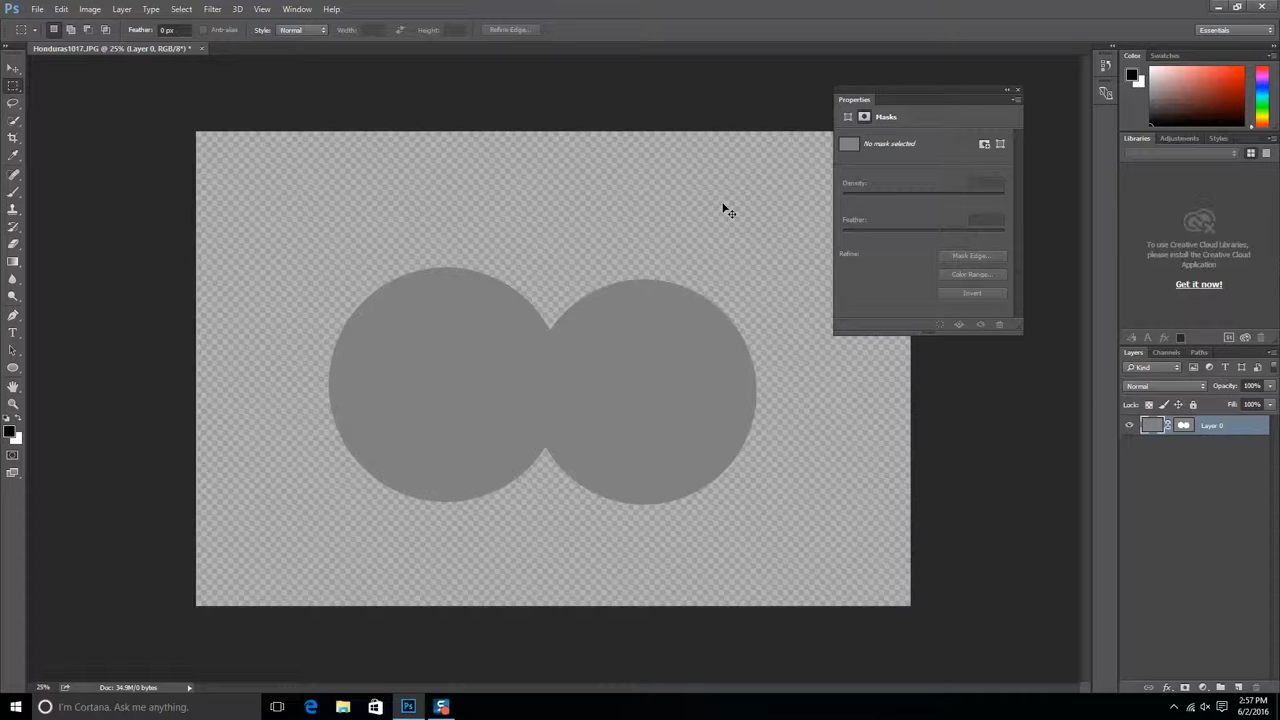 Ps File Edit Image Layer Type Select Filter 3D View Window Help
Feather: 0 px Anti-alias Style: Normal Width: Height: Refine Edge... Essentials
Honduras1017.JPG @ 25% (Layer 0, RGB/8*) * ×
Color Swatches
Properties
Masks
No mask selected
Density:
Feather:
Refine:
Mask Edge...
Color Range...
Invert
Libraries Adjustments Styles
To use Creative Cloud Libraries,
please install the Creative Cloud
Application
Get it now!
Layers Channels Paths
Kind
Normal Opacity: 100%
Lock: Fill: 100%
Layer 0
25% Doc: 34.9M/0 bytes
I'm Cortana. Ask me anything.
2:57 PM
6/2/2016